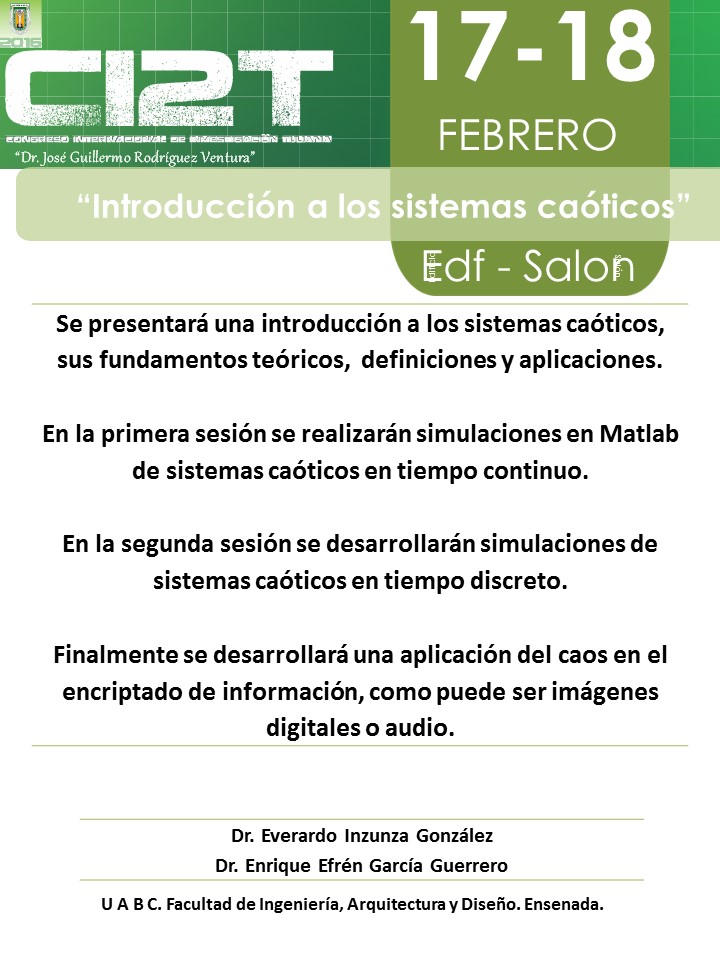 2016
CI2T
CONGRESO INTERNACIONAL DE INVESTIGACIÓN TIJUANA
“Dr. José Guillermo Rodríguez Ventura”
17-18
FEBRERO
“Introducción a los sistemas caóticos”
Edf - Salon
Edificio
Salón
Se presentará una introducción a los sistemas caóticos,
sus fundamentos teóricos, definiciones y aplicaciones.
En la primera sesión se realizarán simulaciones en Matlab
de sistemas caóticos en tiempo continuo.
En la segunda sesión se desarrollarán simulaciones de
sistemas caóticos en tiempo discreto.
Finalmente se desarrollará una aplicación del caos en el
encriptado de información, como puede ser imágenes
digitales o audio.
Dr. Everardo Inzunza González
Dr. Enrique Efrén García Guerrero
U A B C. Facultad de Ingeniería, Arquitectura y Diseño. Ensenada.